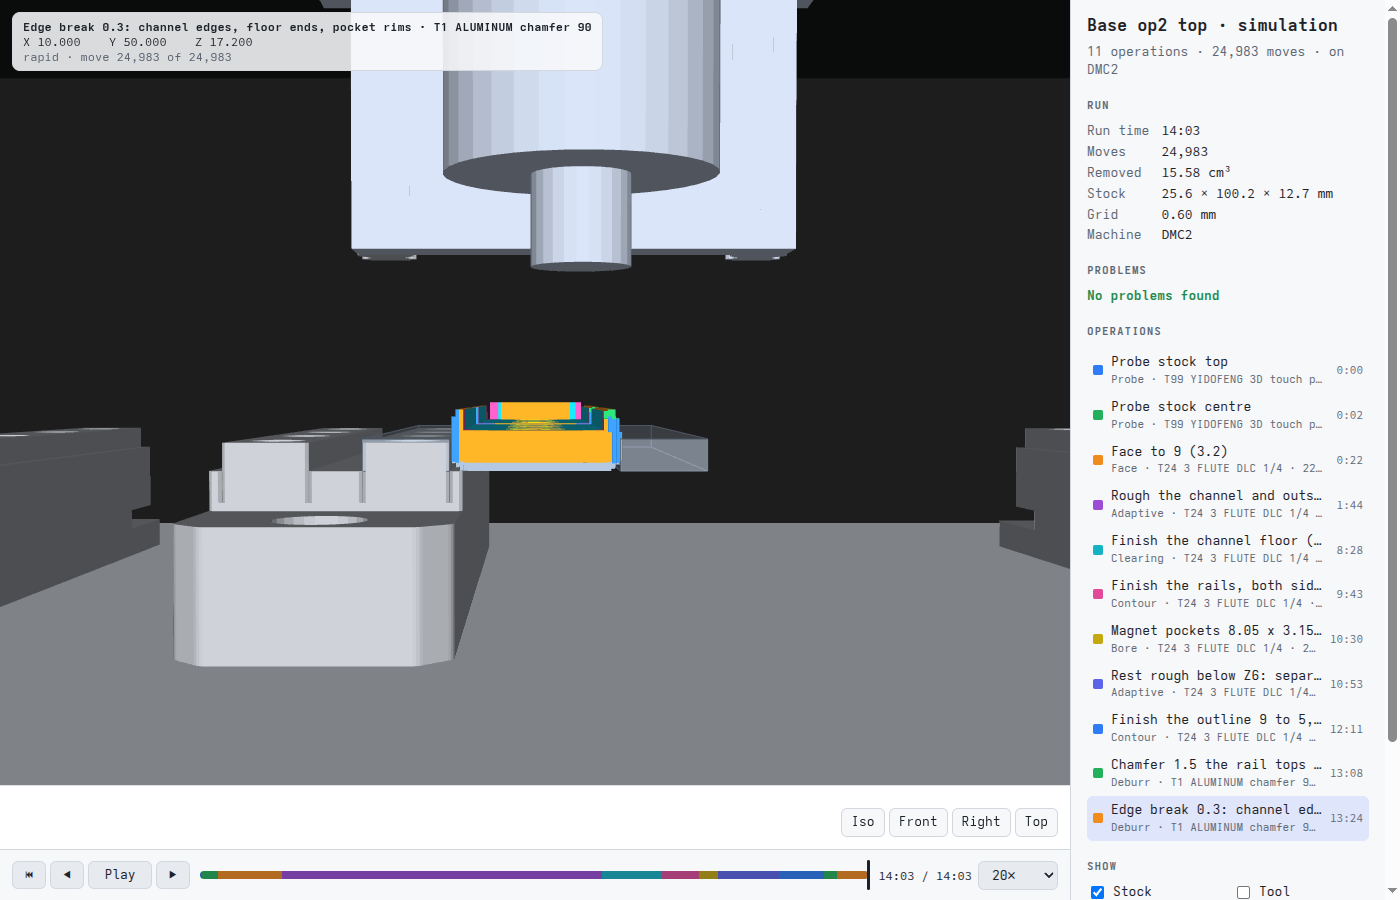 Edge break 0.3: channel edges, floor ends, pocket rims · T1 ALUMINUM chamfer 90
X 10.000 Y 50.000 Z 17.200
rapid · move 24,983 of 24,983
Iso Front Right Top
⏮ ◀ Play ▶ 14:03 / 14:03 20×
Base op2 top · simulation
11 operations · 24,983 moves · on
DMC2
RUN
Run time 14:03
Moves 24,983
Removed 15.58 cm³
Stock 25.6 × 100.2 × 12.7 mm
Grid 0.60 mm
Machine DMC2
PROBLEMS
No problems found
OPERATIONS
Probe stock top 0:00
Probe · T99 YIDOFENG 3D touch p…
Probe stock centre 0:02
Probe · T99 YIDOFENG 3D touch p…
Face to 9 (3.2) 0:22
Face · T24 3 FLUTE DLC 1/4 · 22…
Rough the channel and outs… 1:44
Adaptive · T24 3 FLUTE DLC 1/4 …
Finish the channel floor (… 8:28
Clearing · T24 3 FLUTE DLC 1/4 …
Finish the rails, both sid… 9:43
Contour · T24 3 FLUTE DLC 1/4 ·…
Magnet pockets 8.05 x 3.15… 10:30
Bore · T24 3 FLUTE DLC 1/4 · 2…
Rest rough below Z6: separ… 10:53
Adaptive · T24 3 FLUTE DLC 1/4…
Finish the outline 9 to 5,… 12:11
Contour · T24 3 FLUTE DLC 1/4 …
Chamfer 1.5 the rail tops … 13:08
Deburr · T1 ALUMINUM chamfer 9…
Edge break 0.3: channel ed… 13:24
Deburr · T1 ALUMINUM chamfer 9…
SHOW
Stock Tool